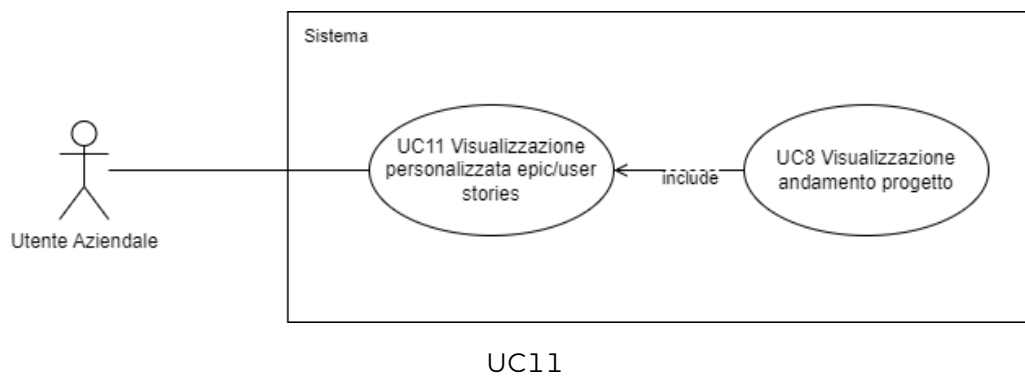 Sistema
UC11 Visualizzazione
personalizzata epic/user
stories
include
UC8 Visualizzazione
andamento progetto
Utente Aziendale
UC11